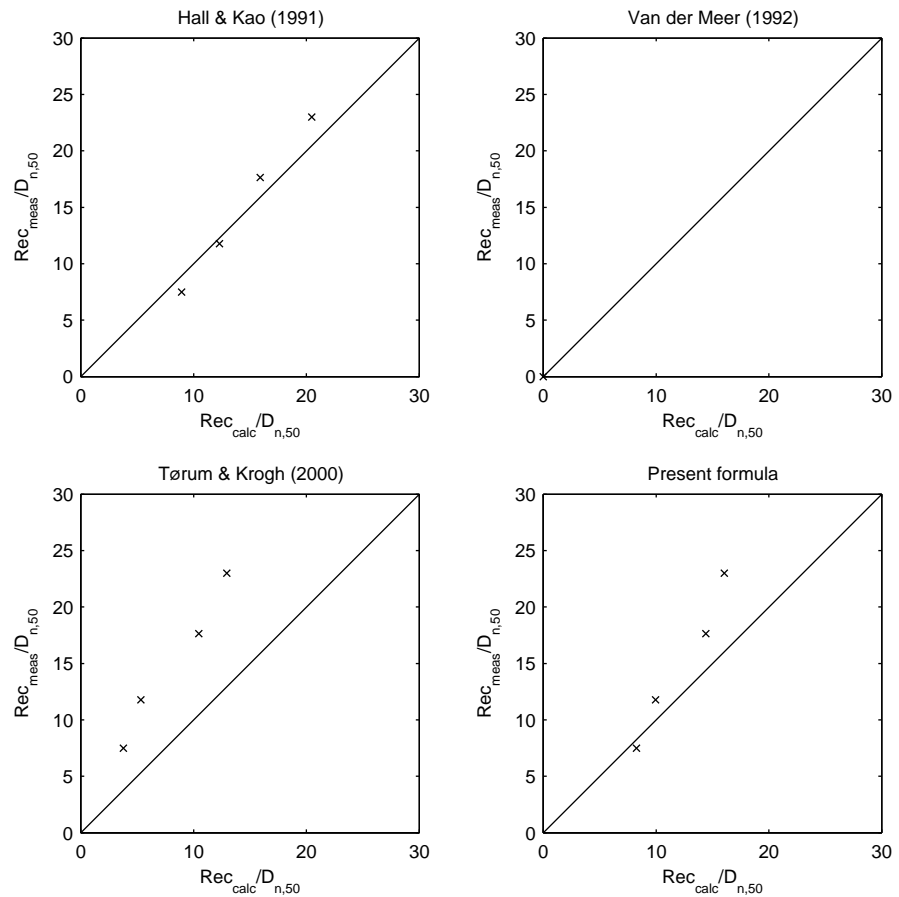 Hall & Kao (1991)
30
25
20
15
10
5
0
Rec_meas/D_n,50
0 10 20 30
Rec_calc/D_n,50
Van der Meer (1992)
30
25
20
15
10
5
0
Rec_meas/D_n,50
0 10 20 30
Rec_calc/D_n,50
Tørum & Krogh (2000)
30
25
20
15
10
5
0
Rec_meas/D_n,50
0 10 20 30
Rec_calc/D_n,50
Present formula
30
25
20
15
10
5
0
Rec_meas/D_n,50
0 10 20 30
Rec_calc/D_n,50